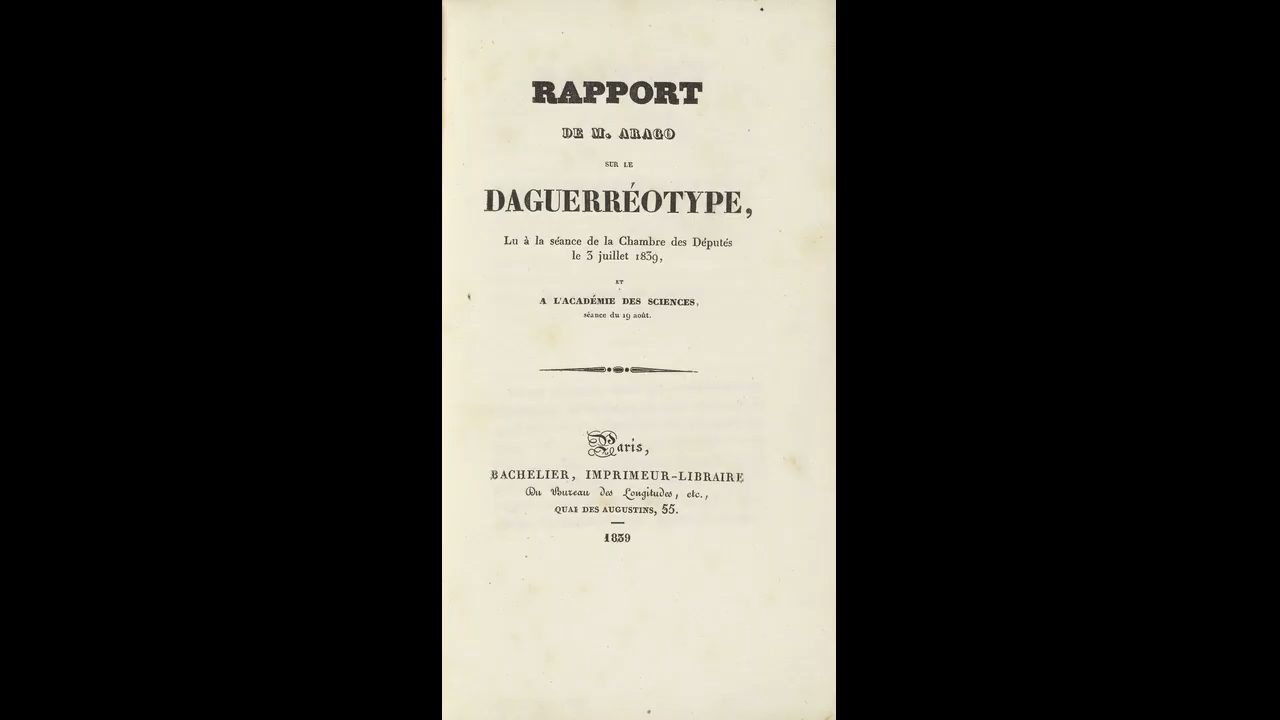 RAPPORT
DE M. ARAGO
SUR LE
DAGUERRÉOTYPE,
Lu à la séance de la Chambre des Députés
le 3 juillet 1839,
ET
A L'ACADÉMIE DES SCIENCES,
séance du 19 août.
Paris,
BACHELIER, IMPRIMEUR-LIBRAIRE
Du Bureau des Longitudes, etc.,
QUAI DES AUGUSTINS, 55.
1839